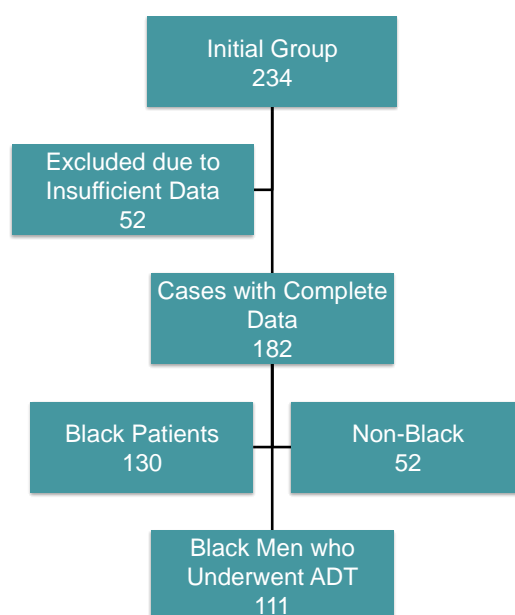 Initial Group
234
Excluded due to
Insufficient Data
52
Cases with Complete
Data
182
Black Patients
130
Non-Black
52
Black Men who
Underwent ADT
111